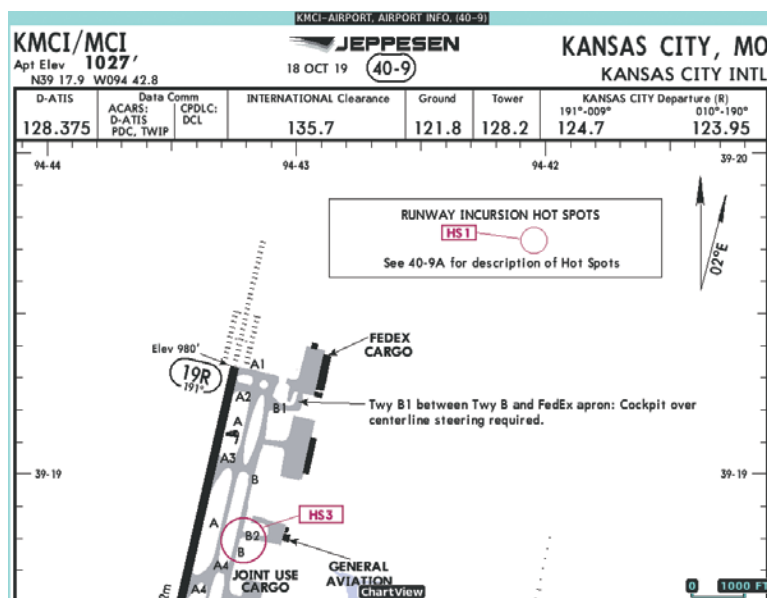 KMCI-AIRPORT, AIRPORT INFO, (40-9)
KMCI/MCI
Apt Elev 1027'
N39 17.9 W094 42.8
JEPPESEN
18 OCT 19 40-9
KANSAS CITY, MO
KANSAS CITY INTL
D-ATIS
128.375
Data Comm
ACARS:
D-ATIS
PDC, TWIP
CPDLC:
DCL
INTERNATIONAL Clearance
135.7
Ground
121.8
Tower
128.2
KANSAS CITY Departure (R)
191°-009° 010°-190°
124.7 123.95
94-44 94-43 94-42 39-20
RUNWAY INCURSION HOT SPOTS
HS1
See 40-9A for description of Hot Spots
02°E
FEDEX
CARGO
Elev 980'
19R
191°
A1
A2
B1
Twy B1 between Twy B and FedEx apron: Cockpit over
centerline steering required.
A
A3
39-19 39-19
B
HS3
A
B2
B
A4
A4
JOINT USE
CARGO
GENERAL
AVIATION
ChartView
0 1000 FT